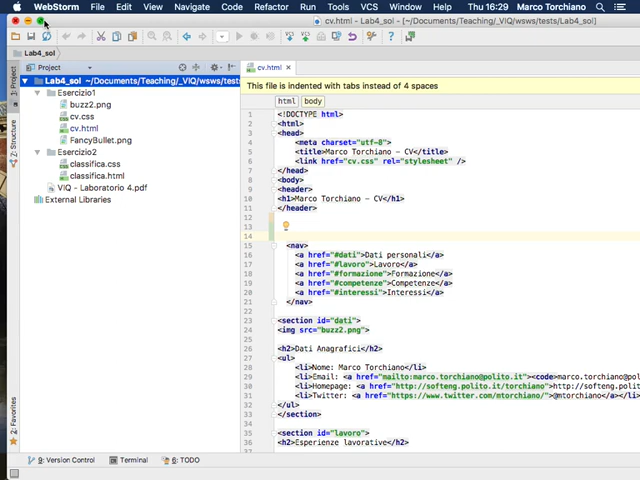 WebStorm File Edit View Navigate Code Refactor Run Tools VCS Window Help Thu 16:29 Marco Torchiano
cv.html - Lab4_sol - [~/Documents/Teaching/_VIQ/wsws/tests/Lab4_sol]
Lab4_sol
Project
cv.html
Lab4_sol ~/Documents/Teaching/_VIQ/wsws/test
This file is indented with tabs instead of 4 spaces
Esercizio1
buzz2.png
cv.css
cv.html
FancyBullet.png
Esercizio2
classifica.css
classifica.html
VIQ - Laboratorio 4.pdf
External Libraries
1: Project
7: Structure
2: Favorites
html body
1 <!DOCTYPE html>
2 <html>
3 <head>
4 <meta charset="utf-8">
5 <title>Marco Torchiano - CV</title>
6 <link href="cv.css" rel="stylesheet" />
7 </head>
8 <body>
9 <header>
10 <h1>Marco Torchiano - CV</h1>
11 </header>
12
13
14
15 <nav>
16 <a href="#dati">Dati personali</a>
17 <a href="#lavoro">Lavoro</a>
18 <a href="#formazione">Formazione</a>
19 <a href="#competenze">Competenze</a>
20 <a href="#interessi">Interessi</a>
21 </nav>
22
23 <section id="dati">
24 <img src="buzz2.png">
25
26 <h2>Dati Anagrafici</h2>
27 <ul>
28 <li>Nome: Marco Torchiano</li>
29 <li>Email: <a href="mailto:marco.torchiano@polito.it"><code>marco.torchiano@pol
30 <li>Homepage: <a href="http://softeng.polito.it/torchiano">http://softeng.polit
31 <li>Twitter: <a href="https://www.twitter.com/mtorchiano/">@mtorchiano</a></li>
32 </ul>
33 </section>
34
35 <section id="lavoro">
36 <h2>Esperienze lavorative</h2>
9: Version Control Terminal 6: TODO